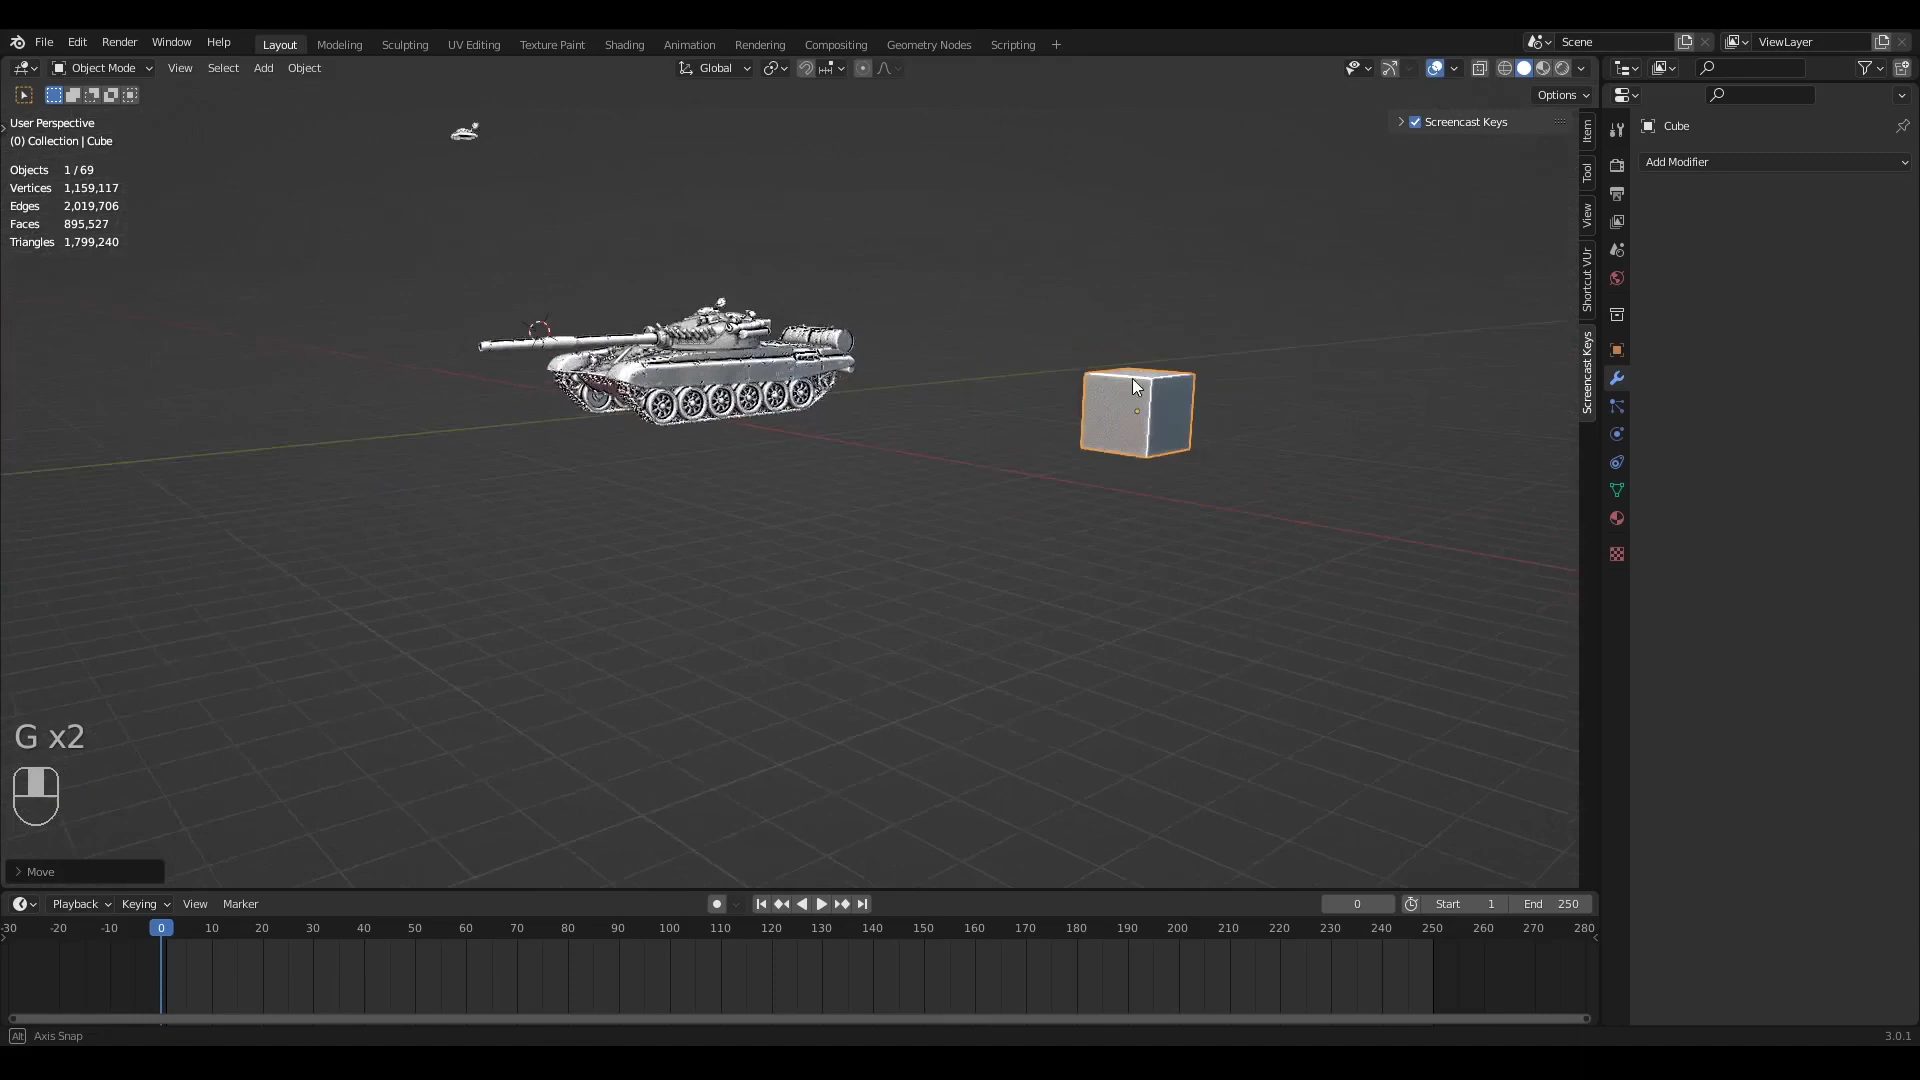 File Edit Render Window Help Layout Modeling Sculpting UV Editing Texture Paint Shading Animation Rendering Compositing Geometry Nodes Scripting + Scene ViewLayer
Object Mode View Select Add Object Global
Options
User Perspective
(0) Collection | Cube
Screencast Keys
Objects 1 / 69
Vertices 1,159,117
Edges 2,019,706
Faces 895,527
Triangles 1,799,240
Item
Tool
View
Shortcut VUr
Screencast Keys
Cube
Add Modifier
G x2
Move
Playback Keying View Marker 0 Start 1 End 250
-30 -20 -10 0 10 20 30 40 50 60 70 80 90 100 110 120 130 140 150 160 170 180 190 200 210 220 230 240 250 260 270 280
Alt Axis Snap 3.0.1